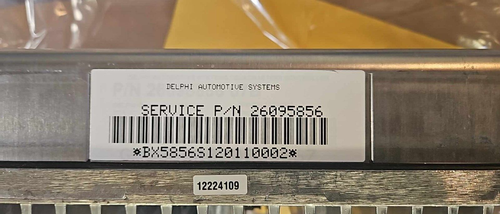 DELPHI AUTOMOTIVE SYSTEMS
SERVICE P/N 26095856
*BX5856S120110002*
12224109